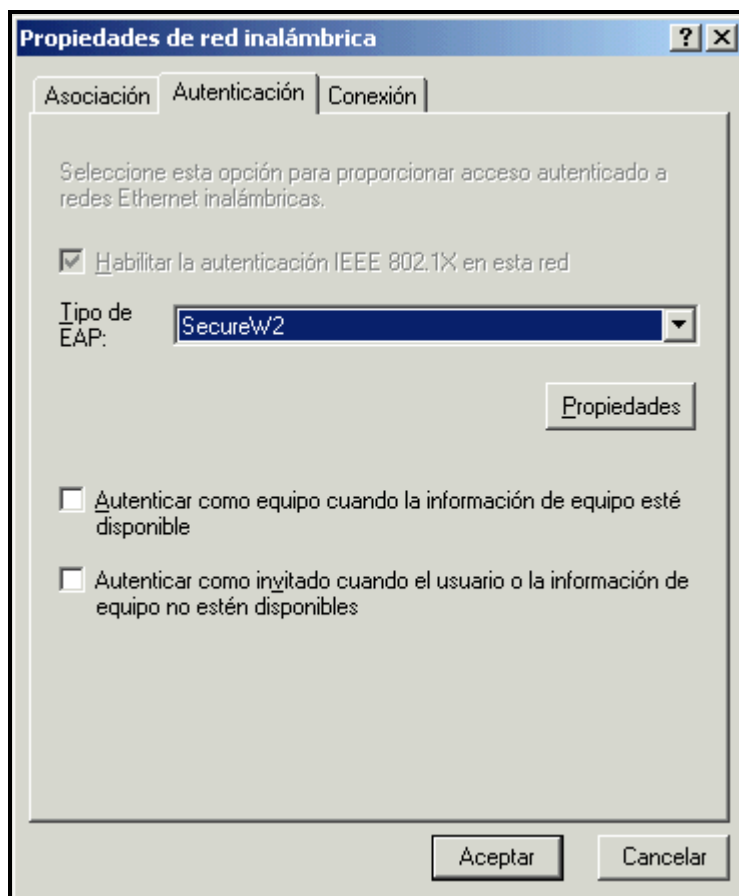 Propiedades de red inalámbrica
Asociación
Autenticación
Conexión
Seleccione esta opción para proporcionar acceso autenticado a
redes Ethernet inalámbricas.
Habilitar la autenticación IEEE 802.1X en esta red
Tipo de
EAP:
SecureW2
Propiedades
Autenticar como equipo cuando la información de equipo esté
disponible
Autenticar como invitado cuando el usuario o la información de
equipo no estén disponibles
Aceptar
Cancelar